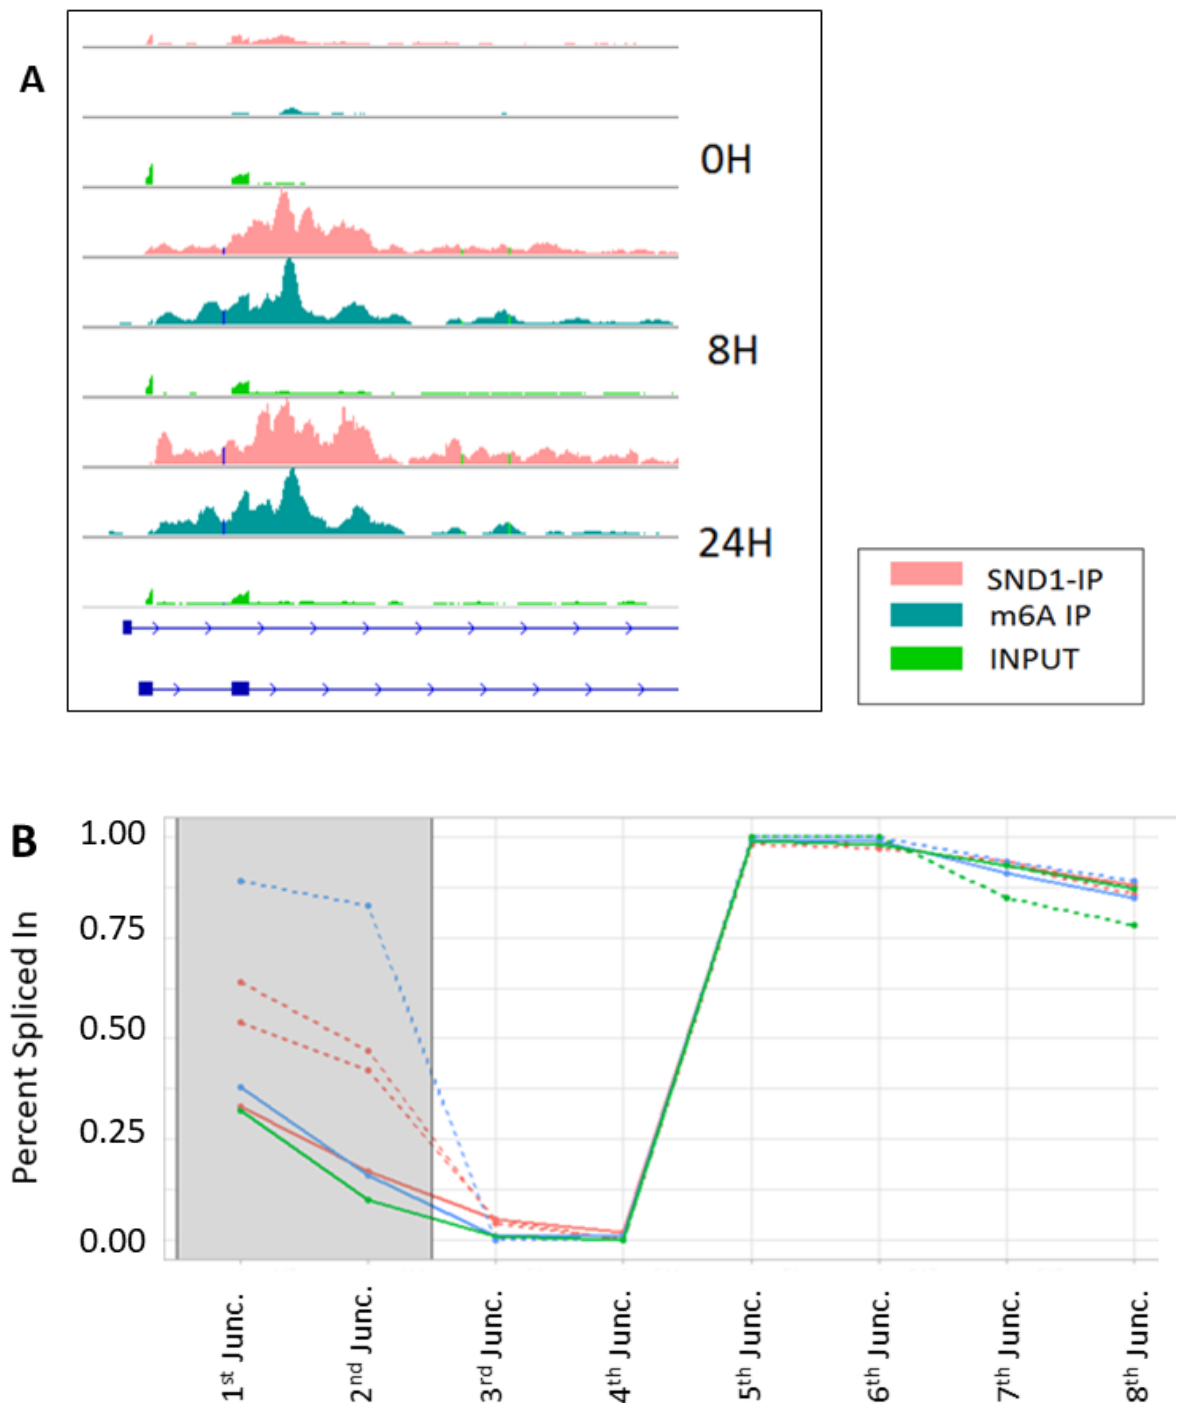 A
0H
8H
24H
SND1-IP
m6A IP
INPUT
B
Percent Spliced In
1.00
0.75
0.50
0.25
0.00
1st Junc.
2nd Junc.
3rd Junc.
4th Junc.
5th Junc.
6th Junc.
7th Junc.
8th Junc.